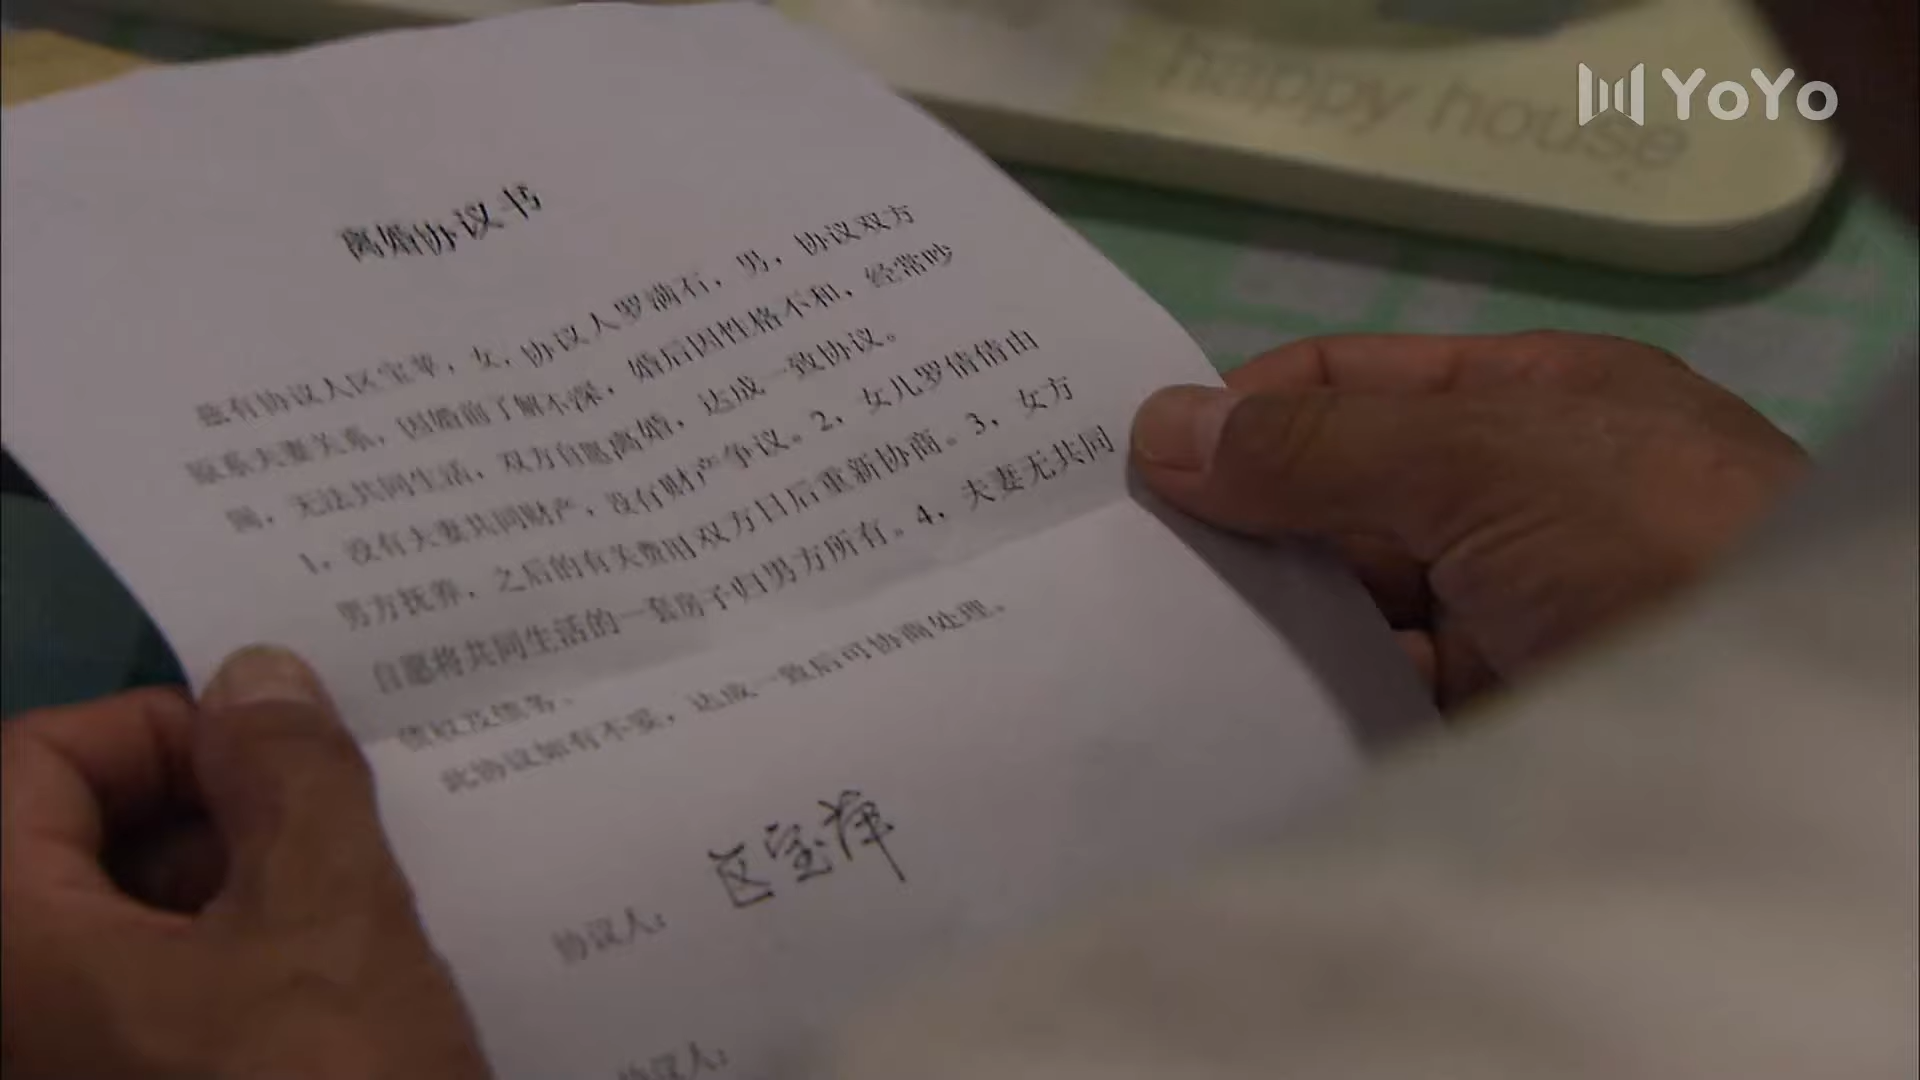 happy house
YoYo
离婚协议书
兹有协议人区宝萍，女，协议人罗满石，男，协议双方
原系夫妻关系，因婚前了解不深，婚后因性格不和，经常吵
闹，无法共同生活，双方自愿离婚，达成一致协议。
1，没有夫妻共同财产，没有财产争议。2，女儿罗倩倩由
男方抚养，之后的有关费用双方日后重新协商。3，女方
自愿将共同生活的一套房子归男方所有。4，夫妻无共同
债权及债务。
此协议如有不妥，达成一致后可协商处理。
协议人： 区宝萍
协议人：